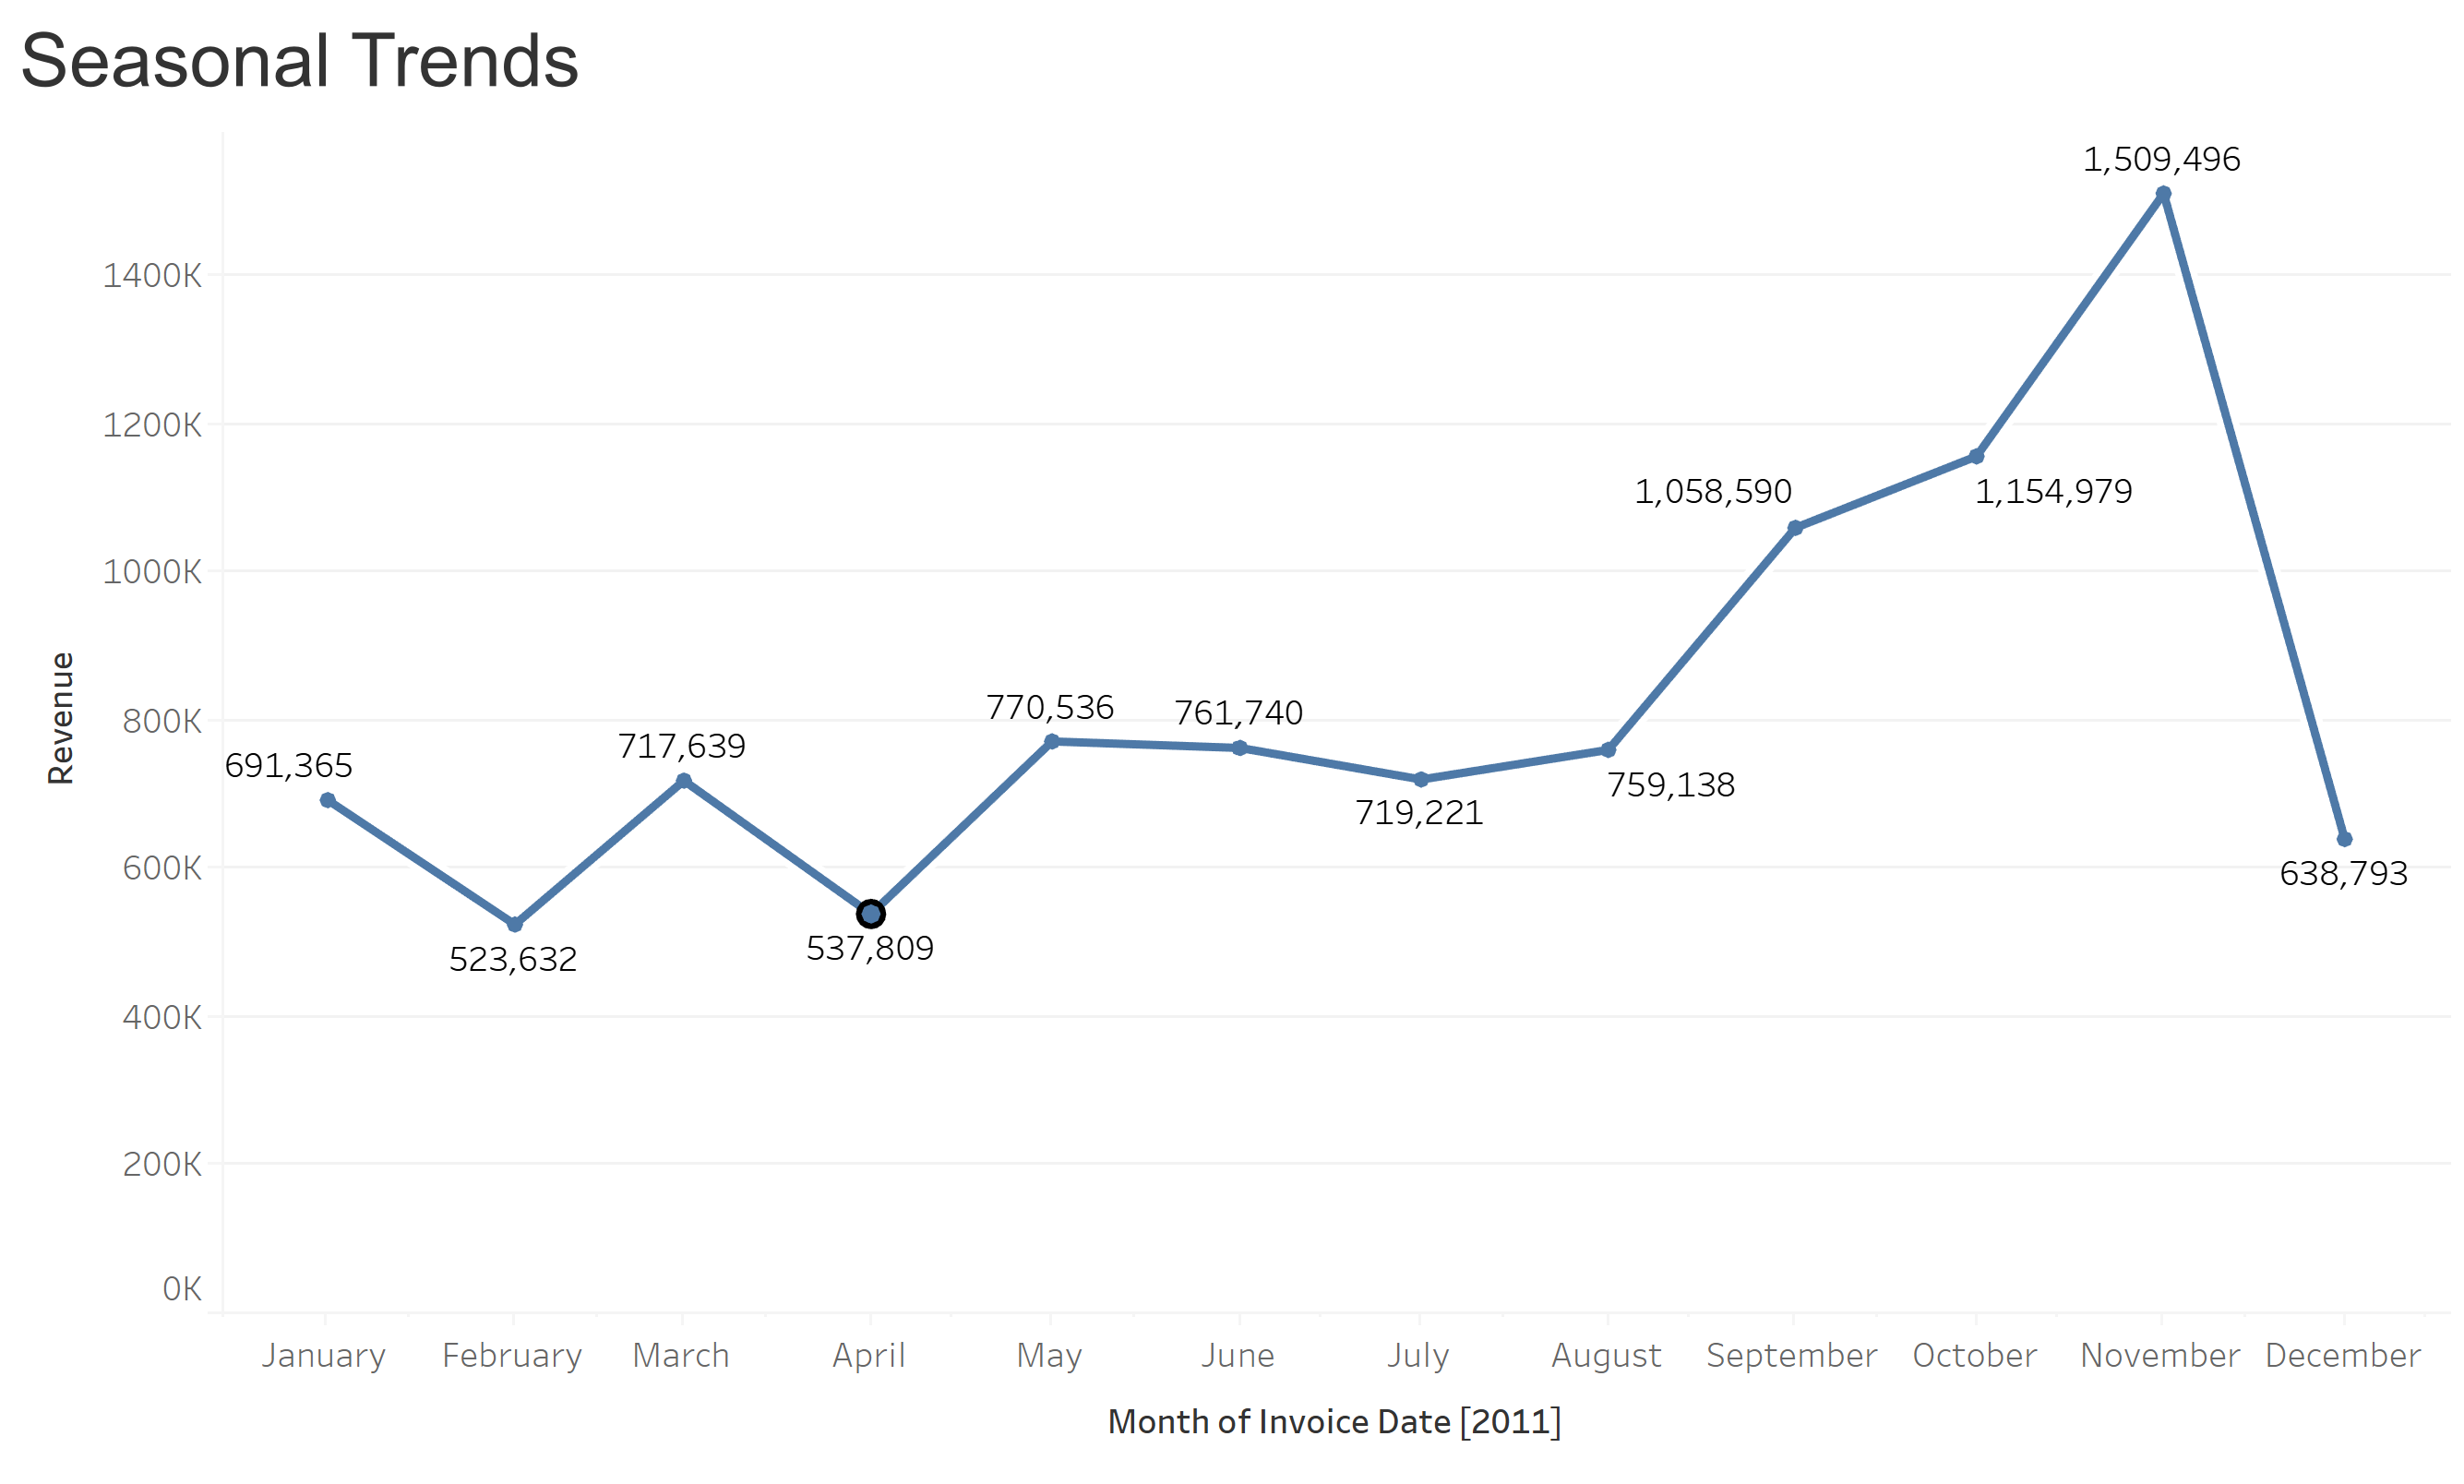 Seasonal Trends
1,509,496
1400K
1200K
1,058,590
1,154,979
1000K
Revenue
800K
770,536
761,740
717,639
691,365
759,138
719,221
600K
638,793
537,809
523,632
400K
200K
0K
January February March April May June July August September October November December
Month of Invoice Date [2011]